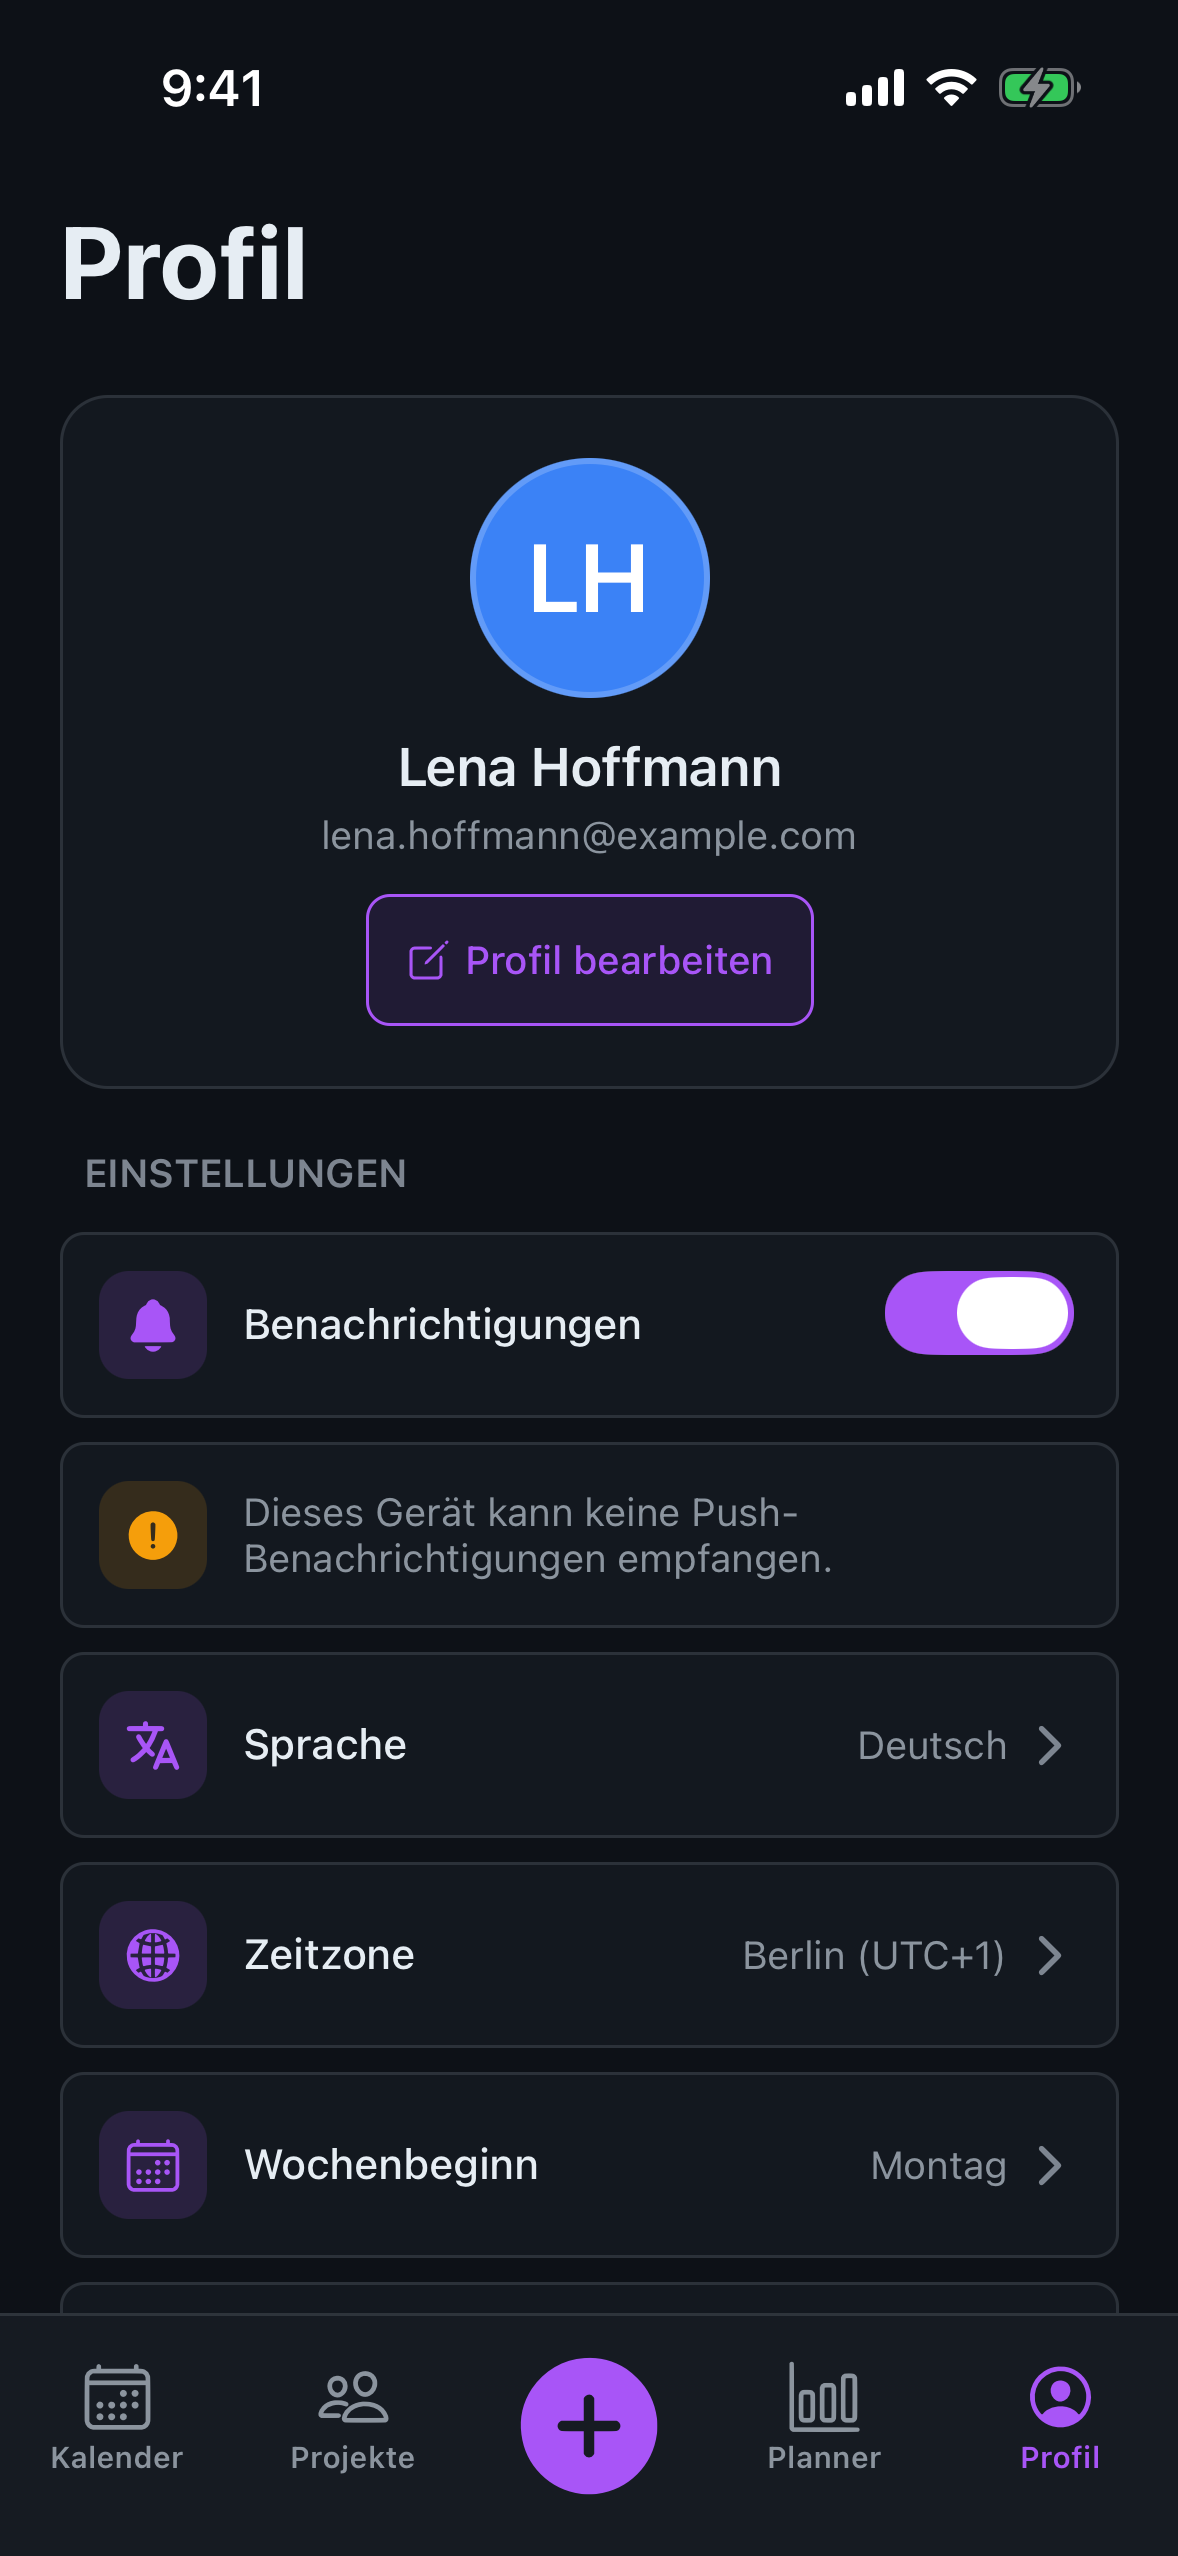 9:41
Profil
LH
Lena Hoffmann
lena.hoffmann@example.com
Profil bearbeiten
EINSTELLUNGEN
Benachrichtigungen
Dieses Gerät kann keine Push-
Benachrichtigungen empfangen.
Sprache Deutsch
Zeitzone Berlin (UTC+1)
Wochenbeginn Montag
Kalender Projekte Planner Profil